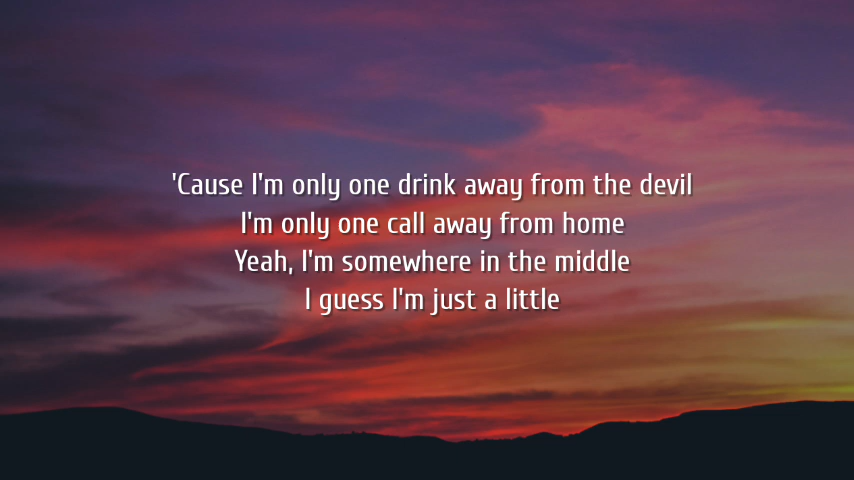 'Cause I'm only one drink away from the devil
I'm only one call away from home
Yeah, I'm somewhere in the middle
I guess I'm just a little